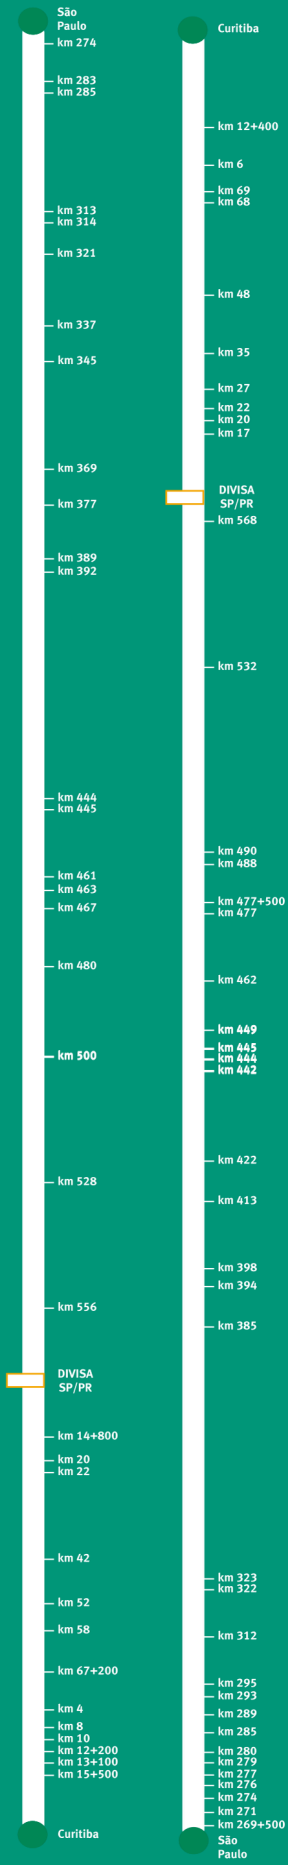 São
Paulo
km 274
km 283
km 285
km 313
km 314
km 321
km 337
km 345
km 369
km 377
km 389
km 392
km 444
km 445
km 461
km 463
km 467
km 480
km 500
km 528
km 556
DIVISA
SP/PR
km 14+800
km 20
km 22
km 42
km 52
km 58
km 67+200
km 4
km 8
km 10
km 12+200
km 13+100
km 15+500
Curitiba
Curitiba
km 12+400
km 6
km 69
km 68
km 48
km 35
km 27
km 22
km 20
km 17
DIVISA
SP/PR
km 568
km 532
km 490
km 488
km 477+500
km 477
km 462
km 449
km 445
km 444
km 442
km 422
km 413
km 398
km 394
km 385
km 323
km 322
km 312
km 295
km 293
km 289
km 285
km 280
km 279
km 277
km 276
km 274
km 271
km 269+500
São
Paulo